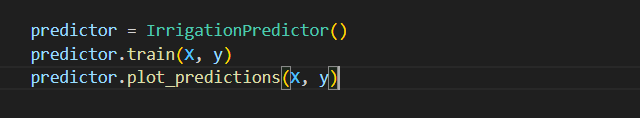 predictor = IrrigationPredictor()
predictor.train(X, y)
predictor.plot_predictions(X, y)